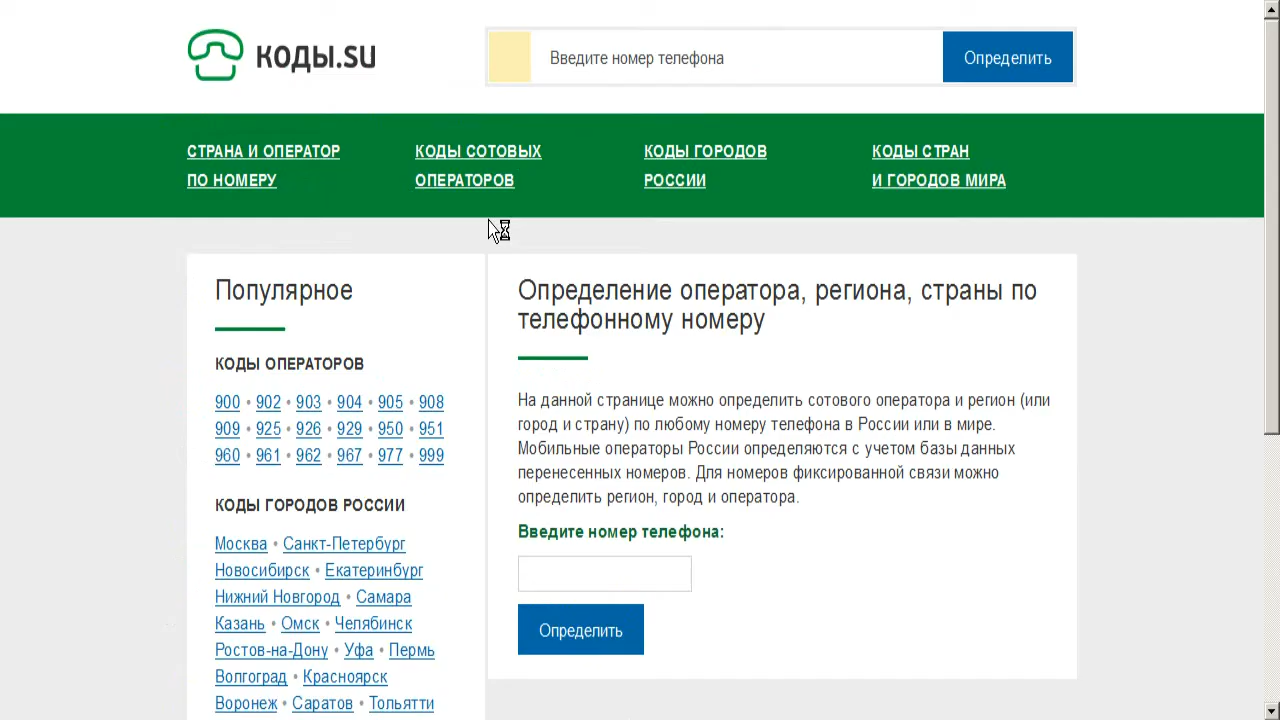 коды.su
Введите номер телефона
Определить
СТРАНА И ОПЕРАТОР
ПО НОМЕРУ
КОДЫ СОТОВЫХ
ОПЕРАТОРОВ
КОДЫ ГОРОДОВ
РОССИИ
КОДЫ СТРАН
И ГОРОДОВ МИРА
Популярное
КОДЫ ОПЕРАТОРОВ
900 • 902 • 903 • 904 • 905 • 908
909 • 925 • 926 • 929 • 950 • 951
960 • 961 • 962 • 967 • 977 • 999
КОДЫ ГОРОДОВ РОССИИ
Москва • Санкт-Петербург
Новосибирск • Екатеринбург
Нижний Новгород • Самара
Казань • Омск • Челябинск
Ростов-на-Дону • Уфа • Пермь
Волгоград • Красноярск
Воронеж • Саратов • Тольятти
Определение оператора, региона, страны по
телефонному номеру
На данной странице можно определить сотового оператора и регион (или
город и страну) по любому номеру телефона в России или в мире.
Мобильные операторы России определяются с учетом базы данных
перенесенных номеров. Для номеров фиксированной связи можно
определить регион, город и оператора.
Введите номер телефона:
Определить